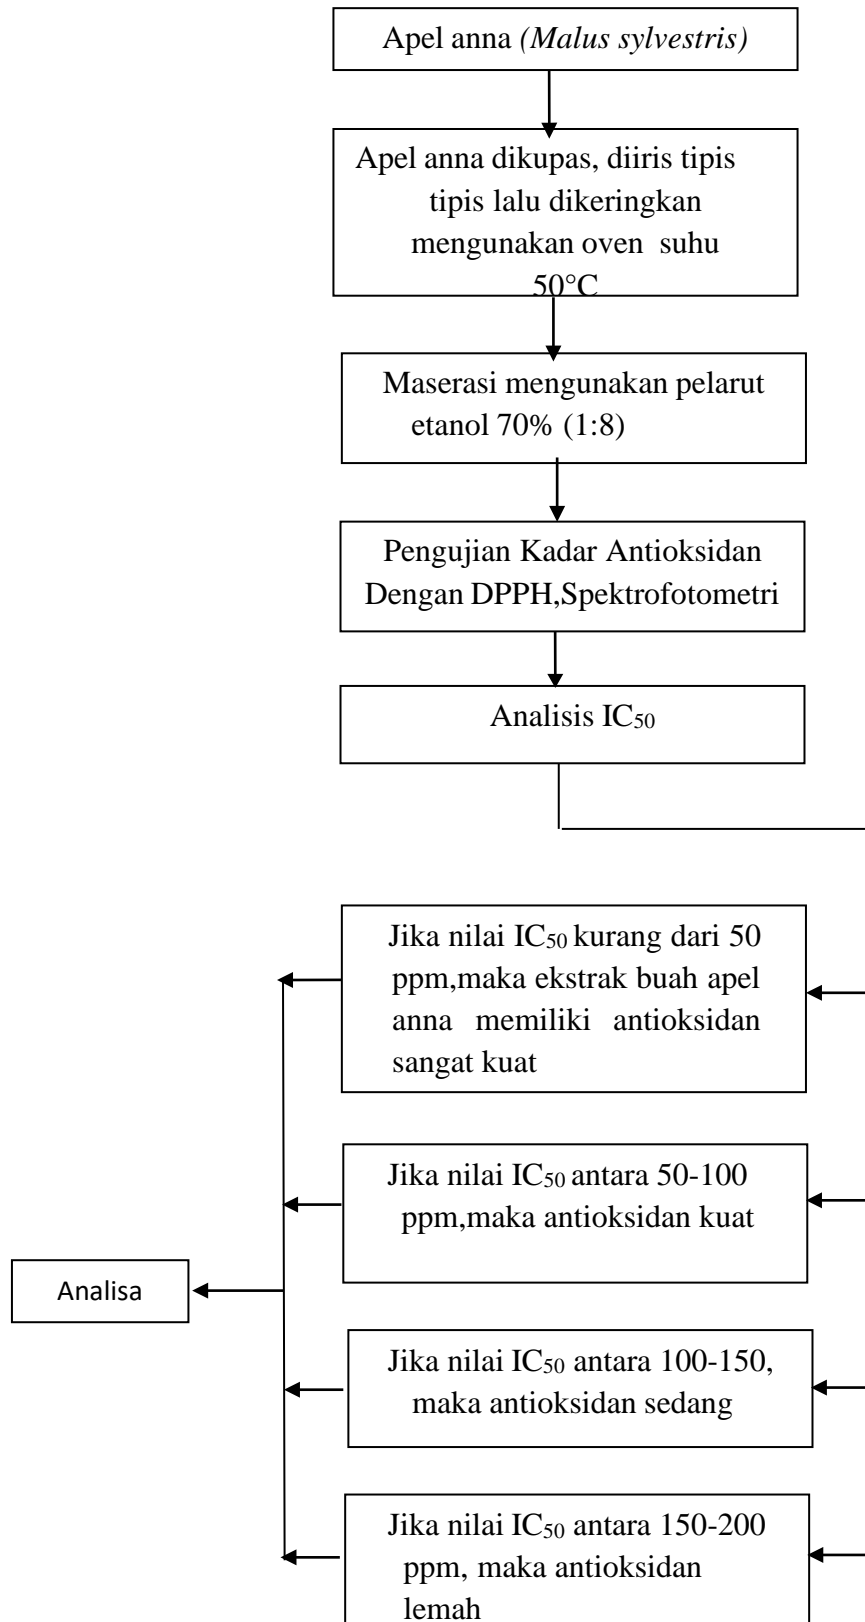 Apel anna (Malus sylvestris)
Apel anna dikupas, diiris tipis
tipis lalu dikeringkan
mengunakan oven suhu
50°C
Maserasi mengunakan pelarut
etanol 70% (1:8)
Pengujian Kadar Antioksidan
Dengan DPPH,Spektrofotometri
Analisis IC₅₀
Jika nilai IC₅₀ kurang dari 50
ppm,maka ekstrak buah apel
anna memiliki antioksidan
sangat kuat
Jika nilai IC₅₀ antara 50-100
ppm,maka antioksidan kuat
Analisa
Jika nilai IC₅₀ antara 100-150,
maka antioksidan sedang
Jika nilai IC₅₀ antara 150-200
ppm, maka antioksidan
lemah